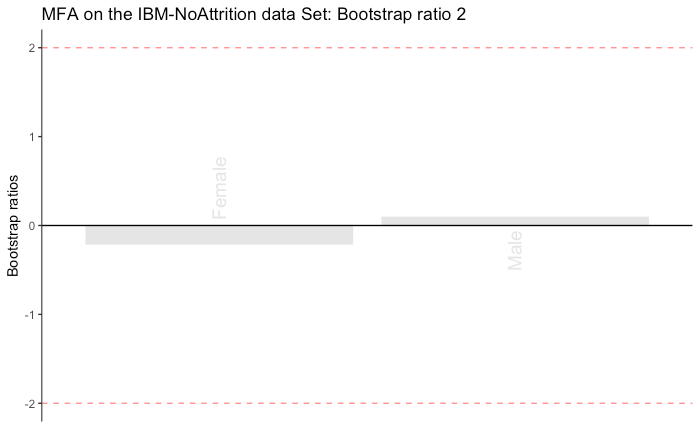 MFA on the IBM-NoAttrition data Set: Bootstrap ratio 2
Bootstrap ratios
2
1
0
-1
-2
Female
Male